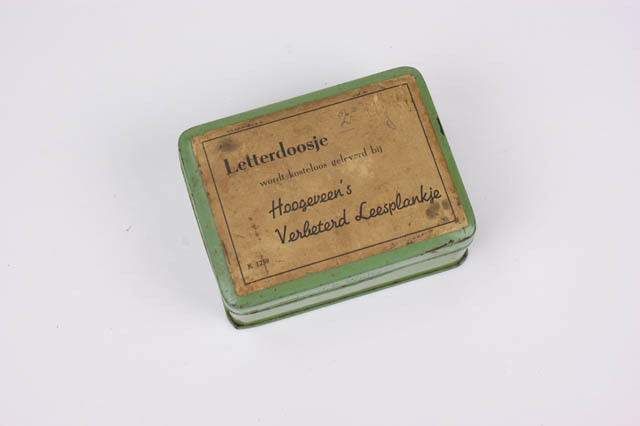 Letterdoosje
wordt kosteloos geleverd bij
Hoogeveen's
Verbeterd Leesplankje